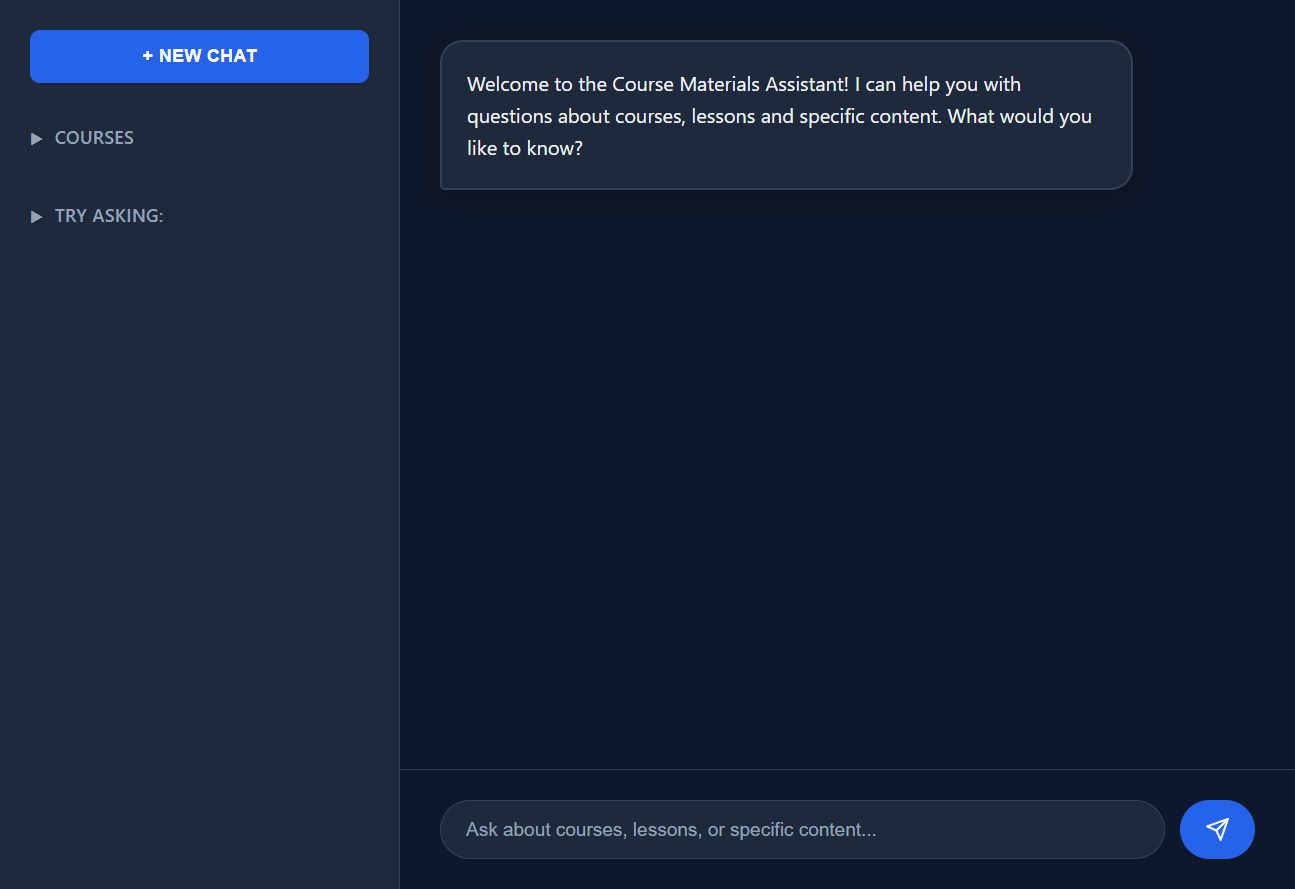 + NEW CHAT
▶ COURSES
▶ TRY ASKING:
Welcome to the Course Materials Assistant! I can help you with
questions about courses, lessons and specific content. What would you
like to know?
Ask about courses, lessons, or specific content...